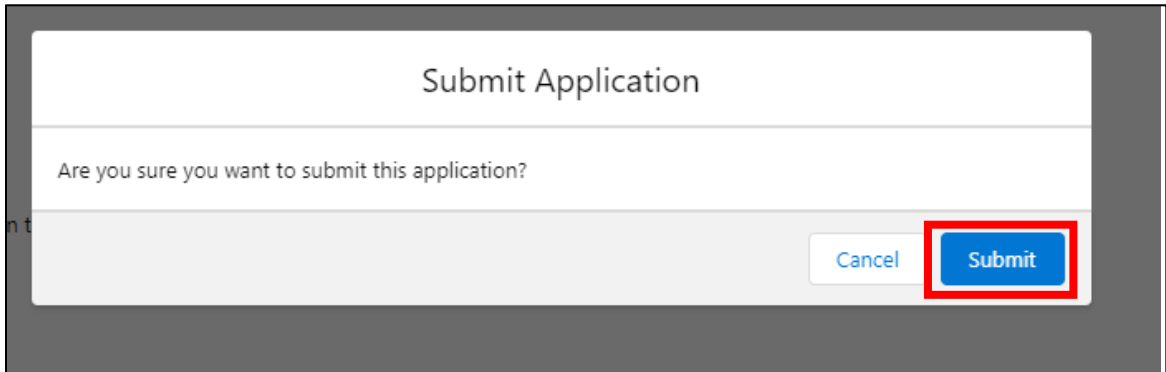 Submit Application
Are you sure you want to submit this application?
n t
Cancel Submit